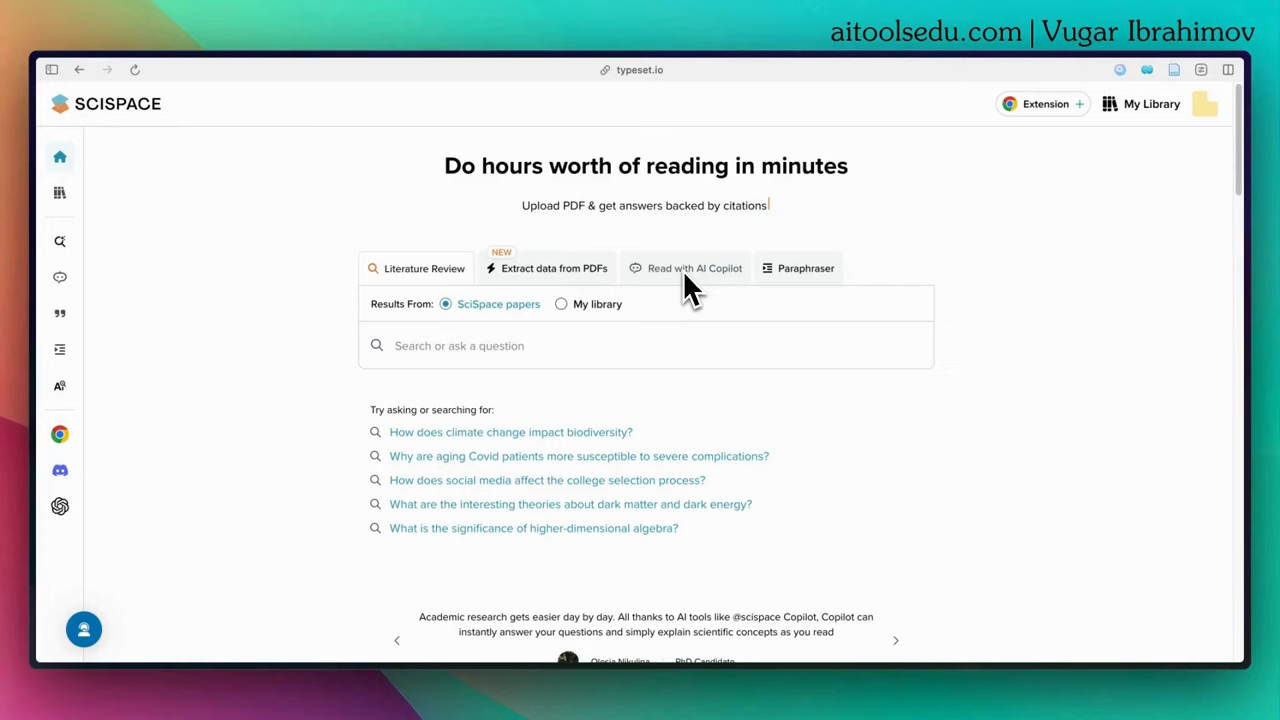 aitoolsedu.com | Vugar Ibrahimov
typeset.io
SCISPACE
Extension +
My Library
Do hours worth of reading in minutes
Upload PDF & get answers backed by citations
NEW
Literature Review
Extract data from PDFs
Read with AI Copilot
Paraphraser
Results From:
SciSpace papers
My library
Search or ask a question
Try asking or searching for:
How does climate change impact biodiversity?
Why are aging Covid patients more susceptible to severe complications?
How does social media affect the college selection process?
What are the interesting theories about dark matter and dark energy?
What is the significance of higher-dimensional algebra?
Academic research gets easier day by day. All thanks to AI tools like @scispace Copilot, Copilot can
instantly answer your questions and simply explain scientific concepts as you read
Olesia Nikulina
PhD Candidate